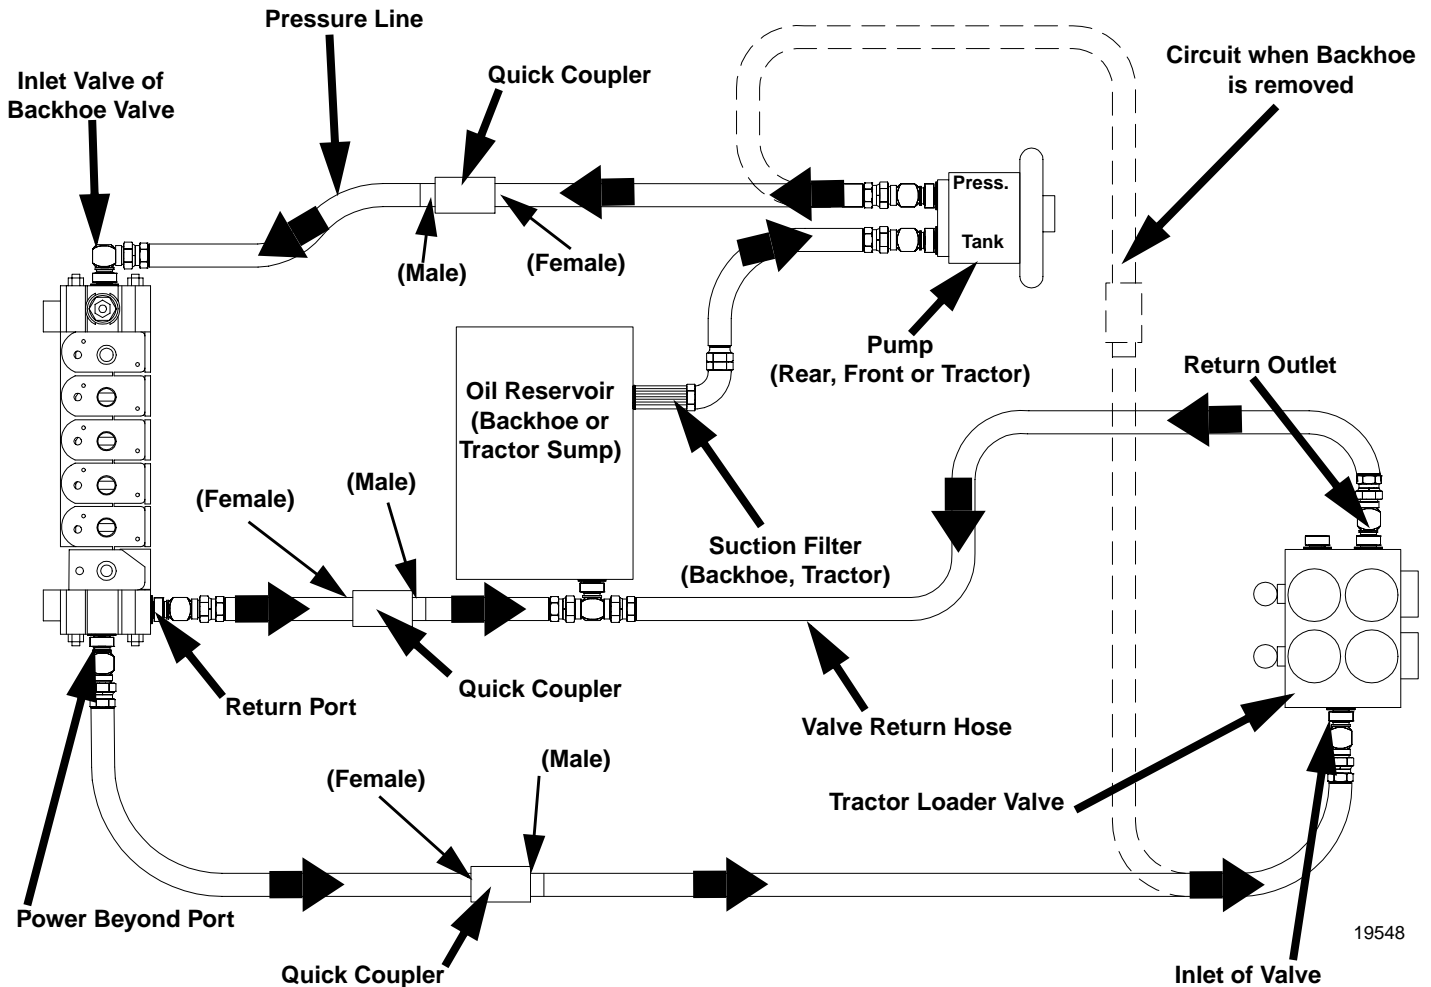 Pressure Line
Inlet Valve of
Backhoe Valve
Quick Coupler
Circuit when Backhoe
is removed
Press.
Tank
(Male)
(Female)
Pump
(Rear, Front or Tractor)
Return Outlet
Oil Reservoir
(Backhoe or
Tractor Sump)
(Female)
(Male)
Suction Filter
(Backhoe, Tractor)
Quick Coupler
Return Port
Valve Return Hose
(Female)
(Male)
Tractor Loader Valve
Power Beyond Port
Quick Coupler
19548
Inlet of Valve